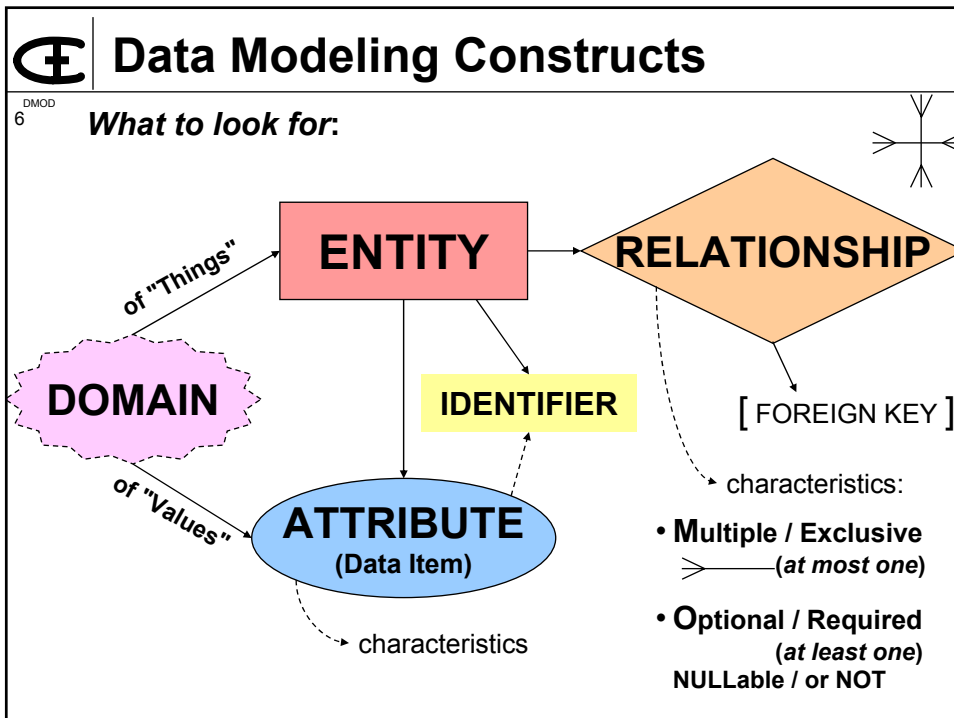 Data Modeling Constructs
DMOD
6
What to look for:
ENTITY
RELATIONSHIP
of "Things"
DOMAIN
IDENTIFIER
[ FOREIGN KEY ]
of "Values"
ATTRIBUTE
(Data Item)
characteristics
characteristics:
• Multiple / Exclusive
(at most one)
• Optional / Required
(at least one)
NULLable / or NOT